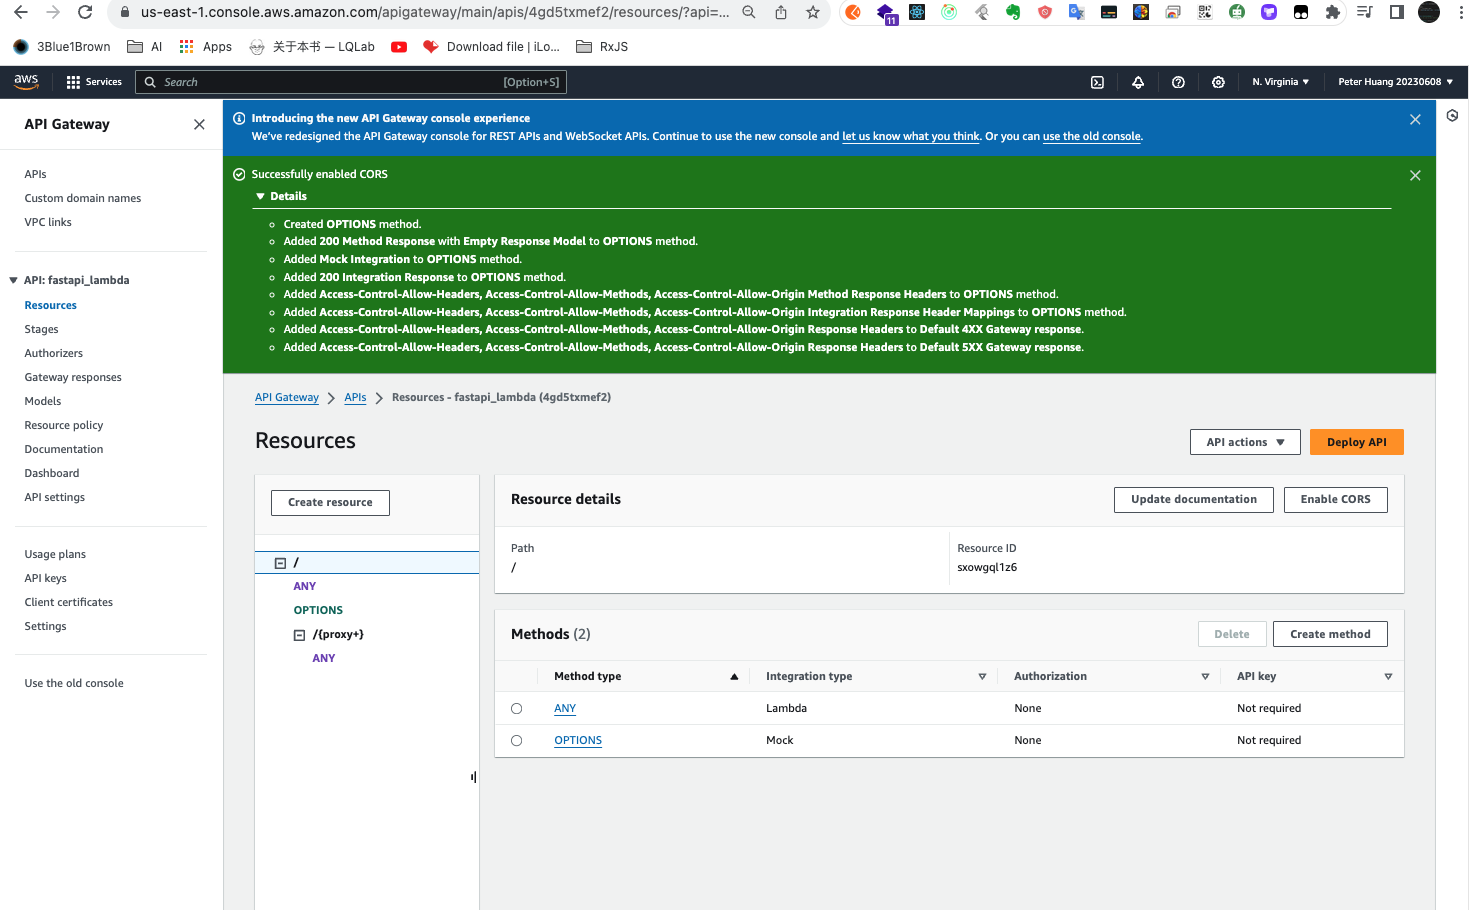 us-east-1.console.aws.amazon.com/apigateway/main/apis/4gd5txmef2/resources/?api=...
11
3Blue1Brown
AI
Apps
关于本书 — LQLab
Download file | iLo...
RxJS
aws
Services
Search
[Option+S]
N. Virginia
Peter Huang 20230608
API Gateway
APIs
Custom domain names
VPC links
API: fastapi_lambda
Resources
Stages
Authorizers
Gateway responses
Models
Resource policy
Documentation
Dashboard
API settings
Usage plans
API keys
Client certificates
Settings
Use the old console
Introducing the new API Gateway console experience
We've redesigned the API Gateway console for REST APIs and WebSocket APIs. Continue to use the new console and let us know what you think. Or you can use the old console.
Successfully enabled CORS
Details
Created OPTIONS method.
Added 200 Method Response with Empty Response Model to OPTIONS method.
Added Mock Integration to OPTIONS method.
Added 200 Integration Response to OPTIONS method.
Added Access-Control-Allow-Headers, Access-Control-Allow-Methods, Access-Control-Allow-Origin Method Response Headers to OPTIONS method.
Added Access-Control-Allow-Headers, Access-Control-Allow-Methods, Access-Control-Allow-Origin Integration Response Header Mappings to OPTIONS method.
Added Access-Control-Allow-Headers, Access-Control-Allow-Methods, Access-Control-Allow-Origin Response Headers to Default 4XX Gateway response.
Added Access-Control-Allow-Headers, Access-Control-Allow-Methods, Access-Control-Allow-Origin Response Headers to Default 5XX Gateway response.
API Gateway
APIs
Resources - fastapi_lambda (4gd5txmef2)
Resources
API actions
Deploy API
Create resource
/
ANY
OPTIONS
/{proxy+}
ANY
Resource details
Update documentation
Enable CORS
Path
/
Resource ID
sxowgql1z6
Methods (2)
Delete
Create method
Method type
Integration type
Authorization
API key
ANY
Lambda
None
Not required
OPTIONS
Mock
None
Not required